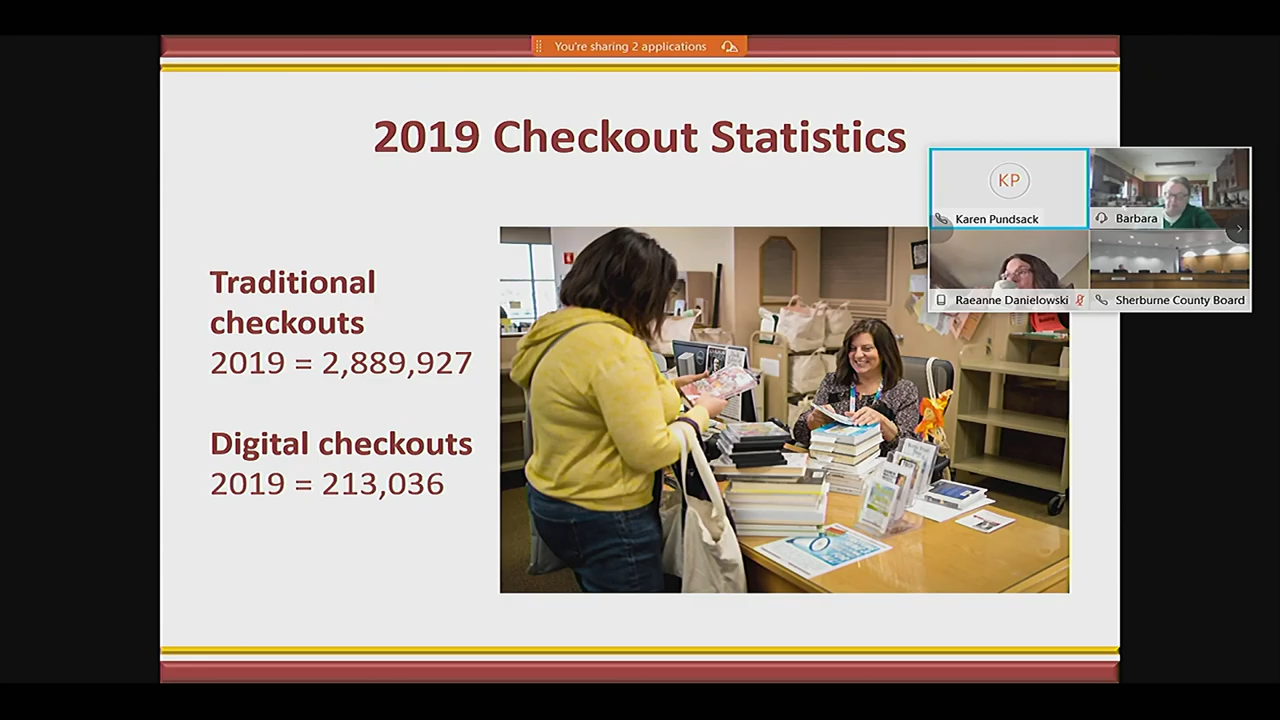 You're sharing 2 applications
2019 Checkout Statistics
KP
Karen Pundsack
Barbara
Raeanne Danielowski
Sherburne County Board
Traditional
checkouts
2019 = 2,889,927
Digital checkouts
2019 = 213,036